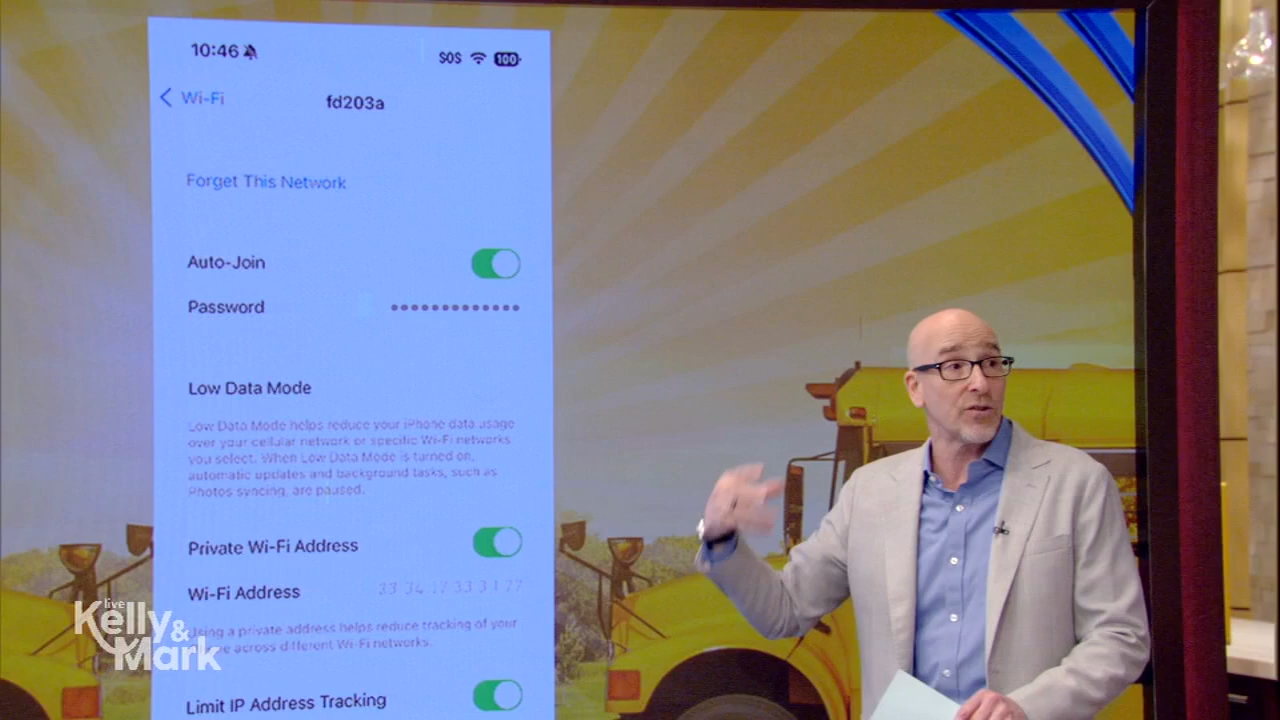 10:46
SOS
100
Wi-Fi
fd203a
Forget This Network
Auto-Join
Password
Low Data Mode
Low Data Mode helps reduce your iPhone data usage
over your cellular network or specific Wi-Fi networks
you select. When Low Data Mode is turned on,
automatic updates and background tasks, such as
Photos syncing, are paused.
Private Wi-Fi Address
Wi-Fi Address
Using a private address helps reduce tracking of your
across different Wi-Fi networks.
Limit IP Address Tracking
live
Kelly&
Mark